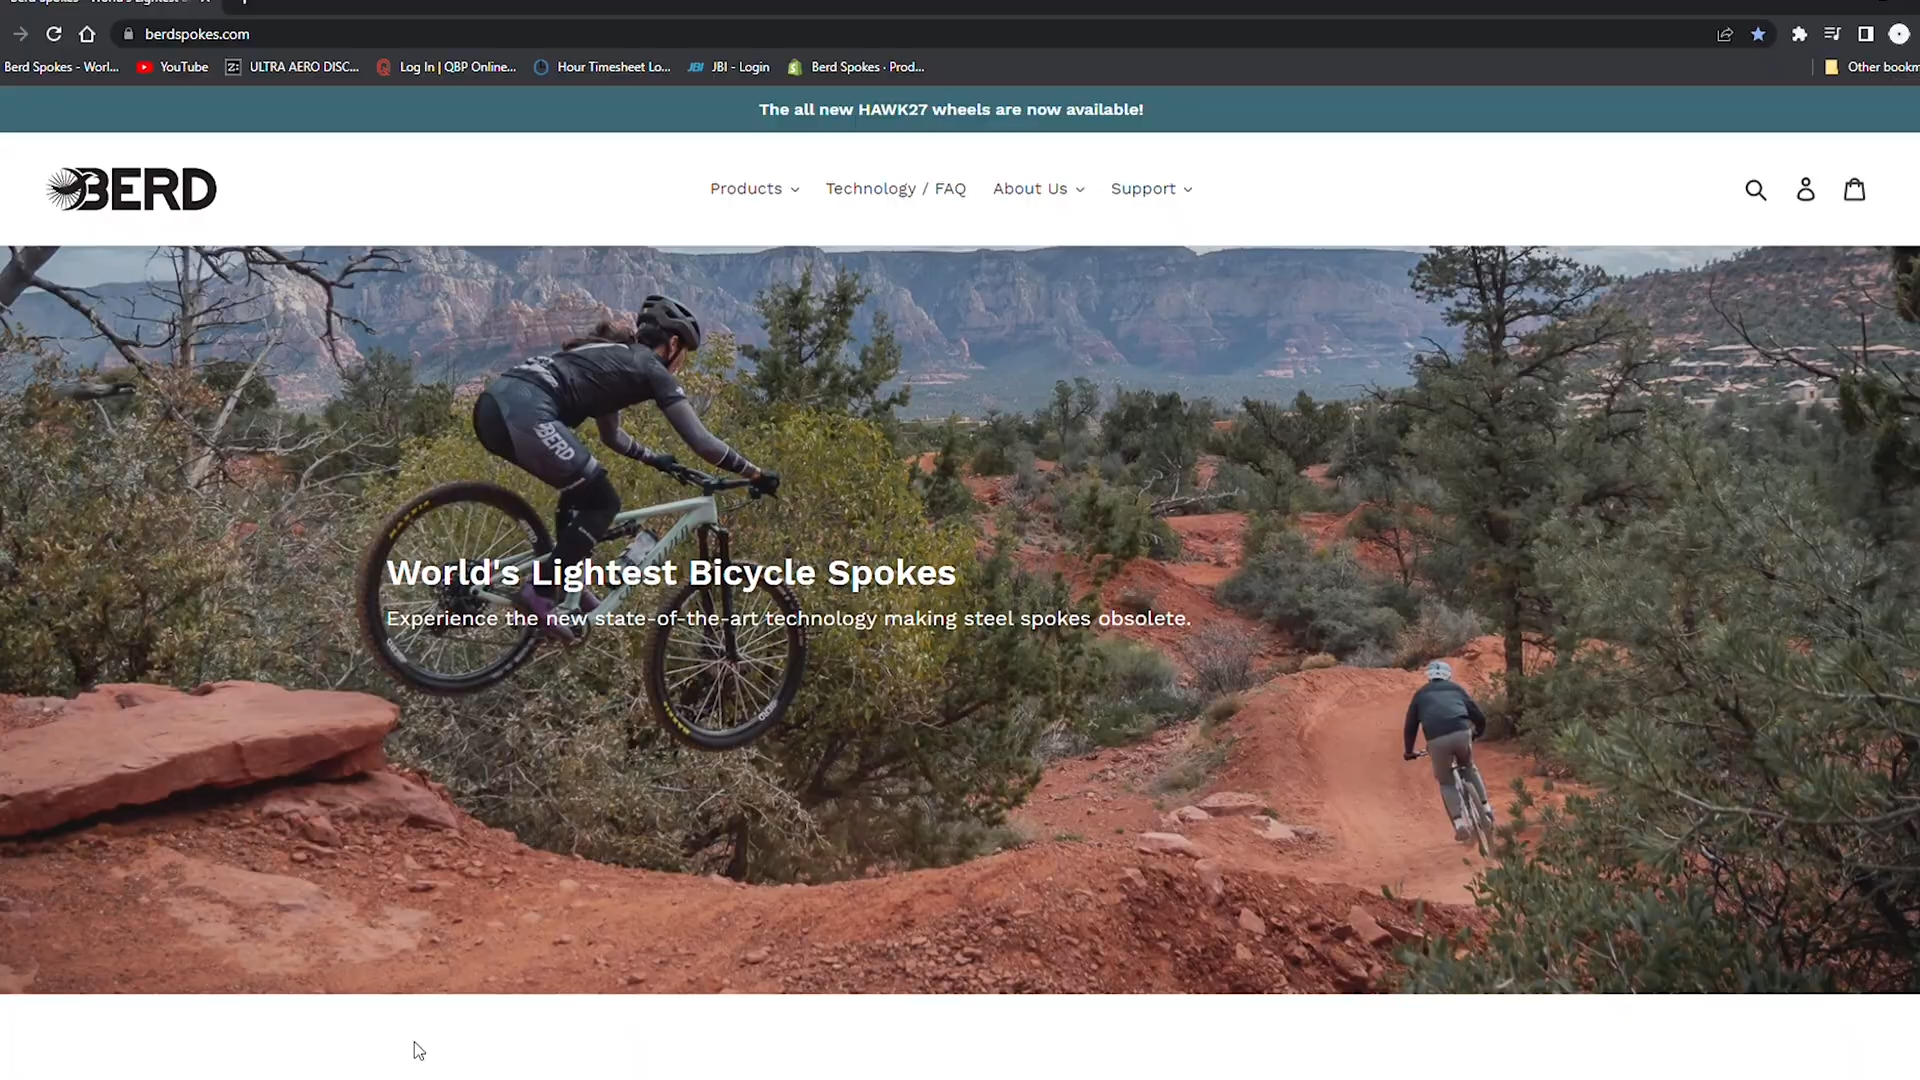 berdspokes.com
Berd Spokes - Worl...
YouTube
ULTRA AERO DISC...
Log In | QBP Online...
Hour Timesheet Lo...
JBI JBI - Login
Berd Spokes · Prod...
Other bookm
The all new HAWK27 wheels are now available!
BERD
Products
Technology / FAQ
About Us
Support
BERD
World's Lightest Bicycle Spokes
Experience the new state-of-the-art technology making steel spokes obsolete.